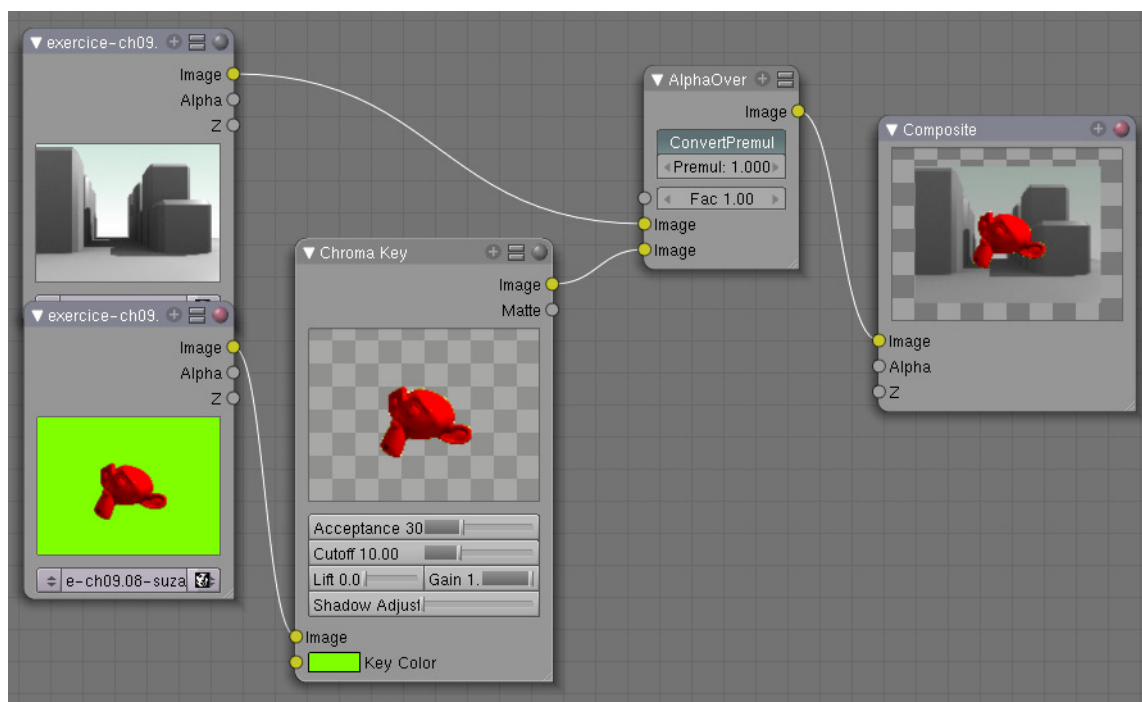 exercice-ch09.
Image
Alpha
Z
exercice-ch09.
Image
Alpha
Z
e-ch09.08-suza
Chroma Key
Image
Matte
Acceptance 30
Cutoff 10.00
Lift 0.0 Gain 1.
Shadow Adjust
Image
Key Color
AlphaOver
Image
ConvertPremul
Premul: 1.000
Fac 1.00
Image
Image
Composite
Image
Alpha
Z